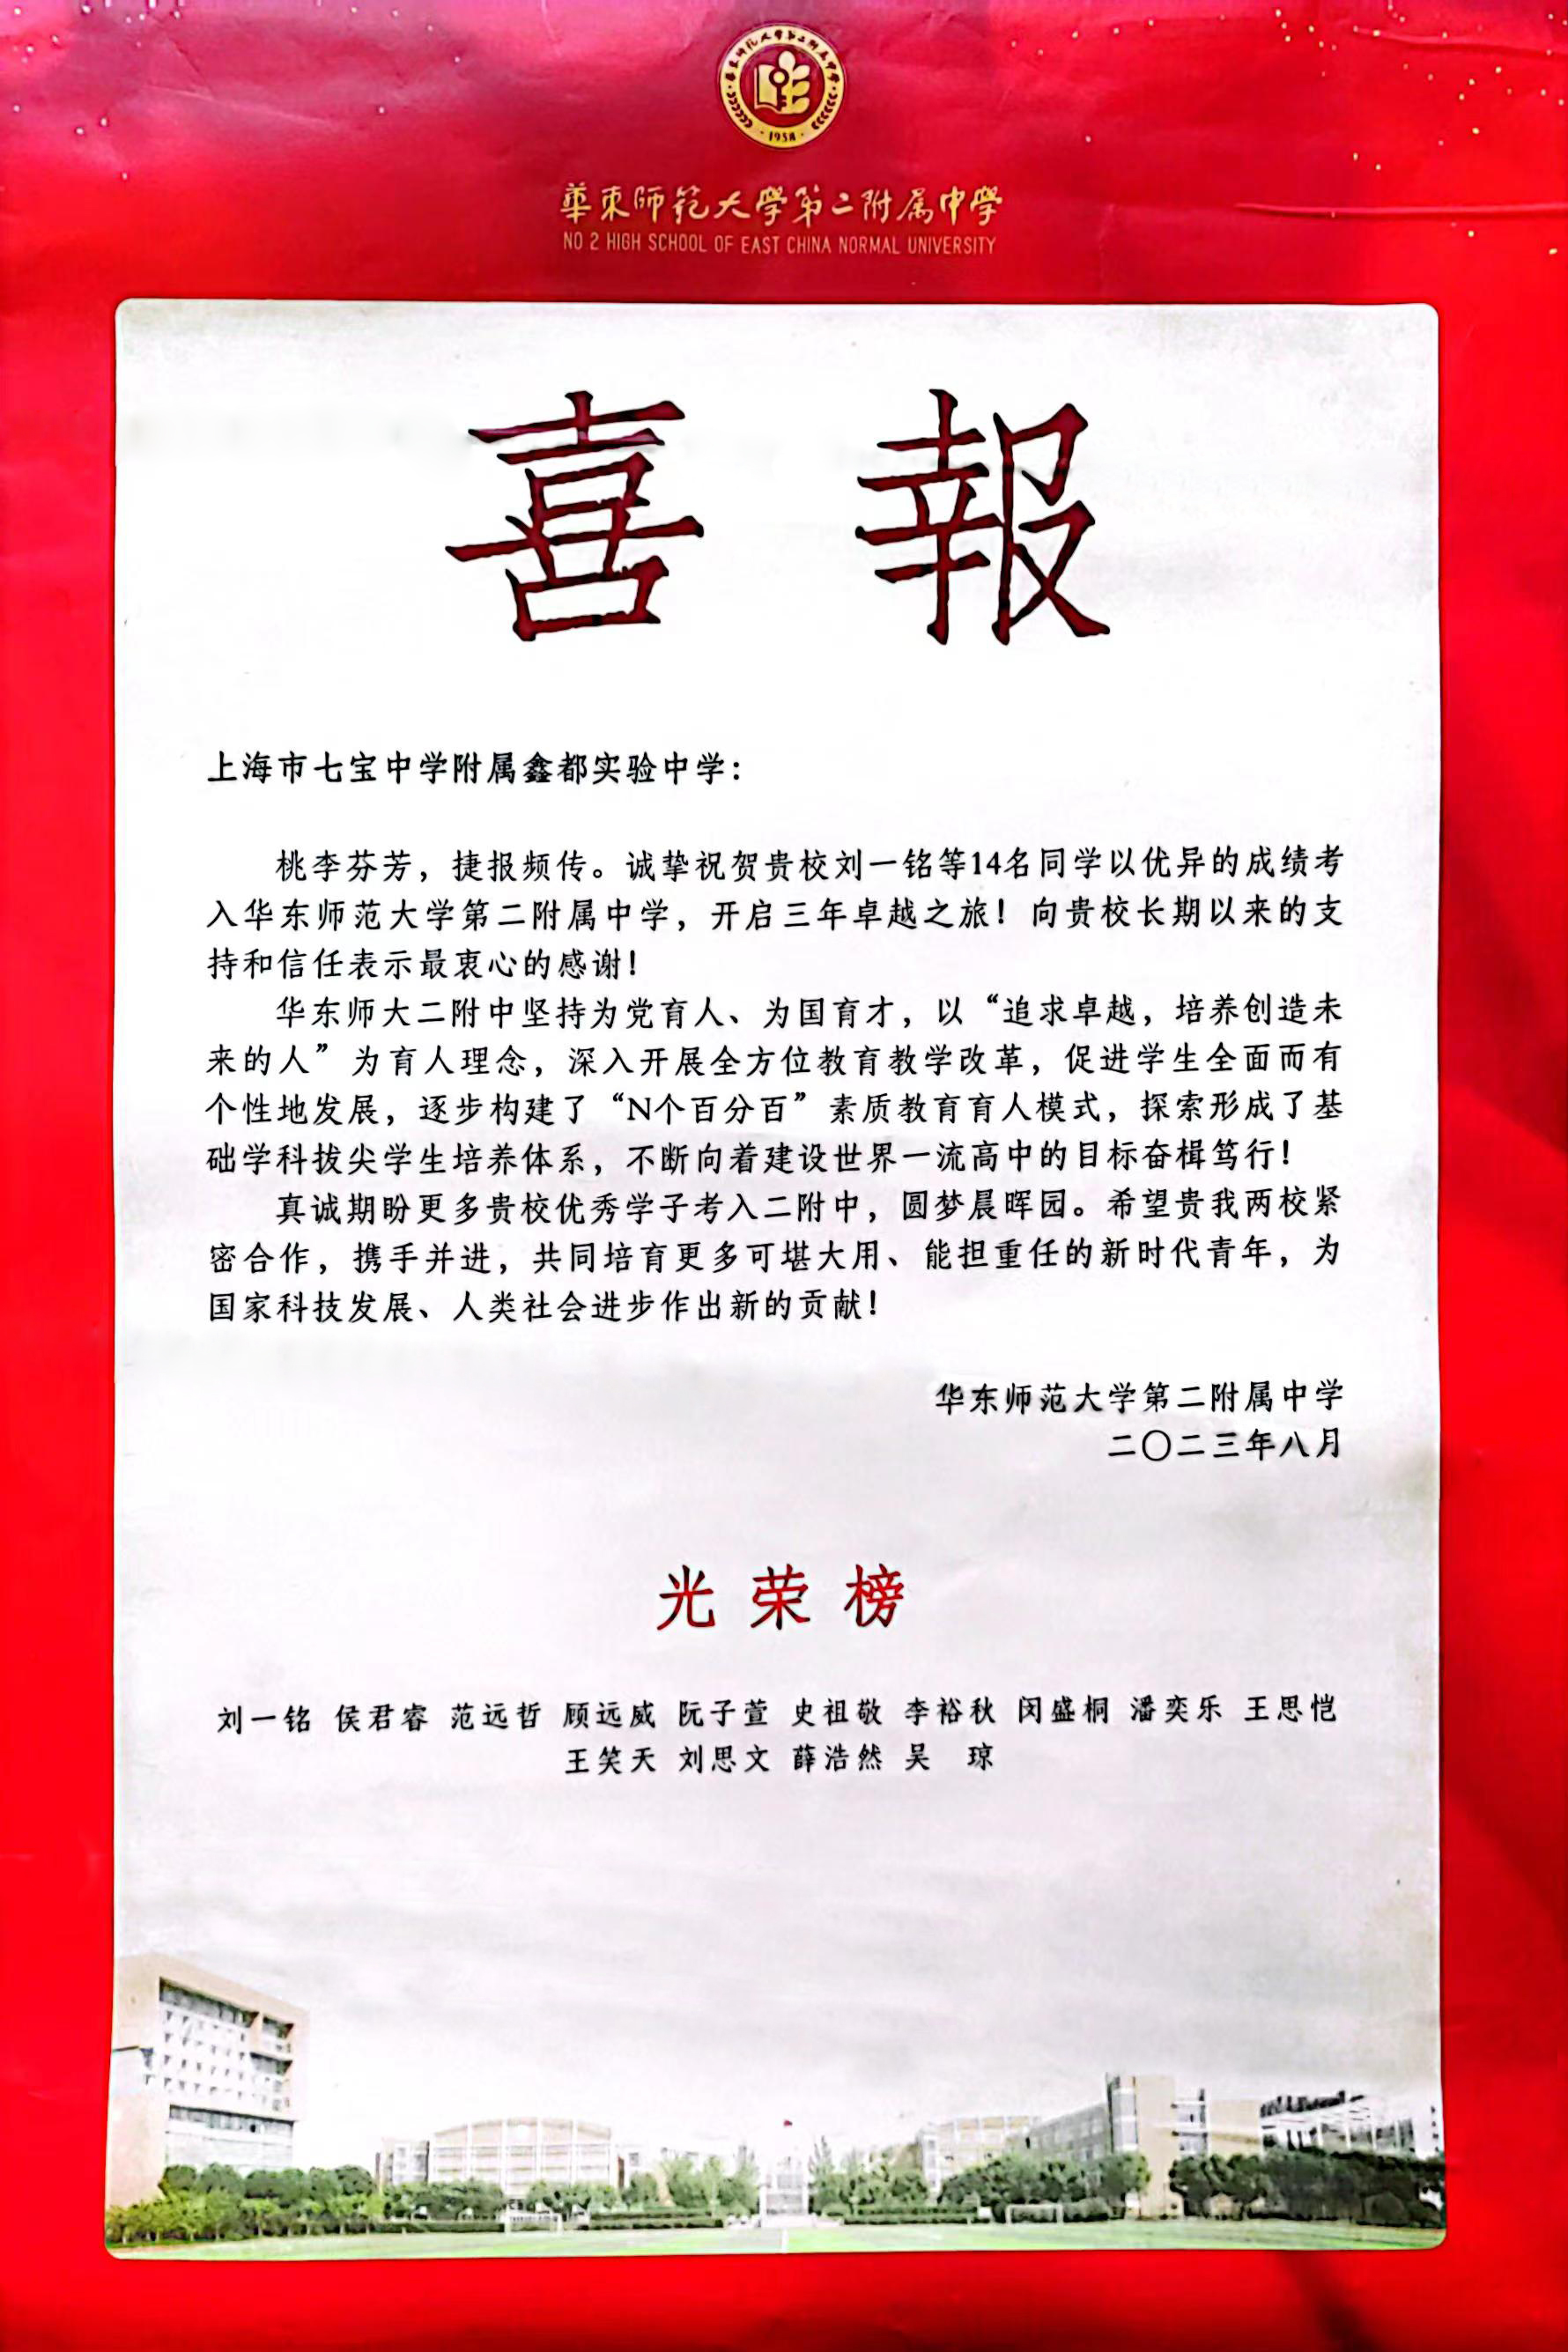 华东师范大学第二附属中学
·1958·
華東师範大學第二附属中學
NO 2 HIGH SCHOOL OF EAST CHINA NORMAL UNIVERSITY
喜報
上海市七宝中学附属鑫都实验中学：
桃李芬芳，捷报频传。诚挚祝贺贵校刘一铭等14名同学以优异的成绩考
入华东师范大学第二附属中学，开启三年卓越之旅！向贵校长期以来的支
持和信任表示最衷心的感谢！
华东师大二附中坚持为党育人、为国育才，以“追求卓越，培养创造未
来的人”为育人理念，深入开展全方位教育教学改革，促进学生全面而有
个性地发展，逐步构建了“N个百分百”素质教育育人模式，探索形成了基
础学科拔尖学生培养体系，不断向着建设世界一流高中的目标奋楫笃行！
真诚期盼更多贵校优秀学子考入二附中，圆梦晨晖园。希望贵我两校紧
密合作，携手并进，共同培育更多可堪大用、能担重任的新时代青年，为
国家科技发展、人类社会进步作出新的贡献！
华东师范大学第二附属中学
二〇二三年八月
光荣榜
刘一铭 侯君睿 范远哲 顾远威 阮子萱 史祖敬 李裕秋 闵盛桐 潘奕乐 王思恺
王笑天 刘思文 薛浩然 吴 琼